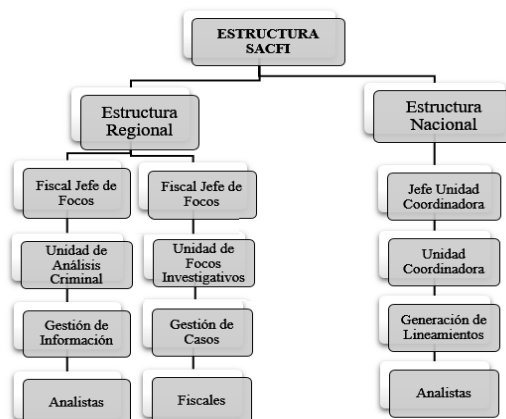 ESTRUCTURA
SACFI
Estructura
Regional
Estructura
Nacional
Fiscal Jefe de
Focos
Fiscal Jefe de
Focos
Jefe Unidad
Coordinadora
Unidad de
Análisis
Criminal
Unidad de
Focos
Investigativos
Unidad
Coordinadora
Gestión de
Información
Gestión de
Casos
Generación de
Lineamientos
Analistas
Fiscales
Analistas